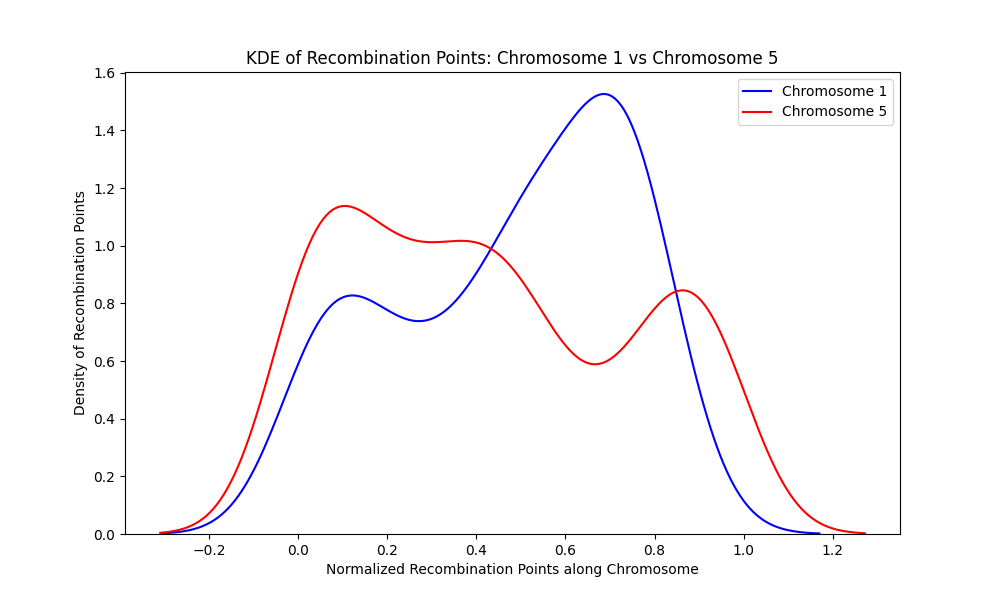 KDE of Recombination Points: Chromosome 1 vs Chromosome 5
Chromosome 1
Chromosome 5
Density of Recombination Points
1.6
1.4
1.2
1.0
0.8
0.6
0.4
0.2
0.0
−0.2 0.0 0.2 0.4 0.6 0.8 1.0 1.2
Normalized Recombination Points along Chromosome